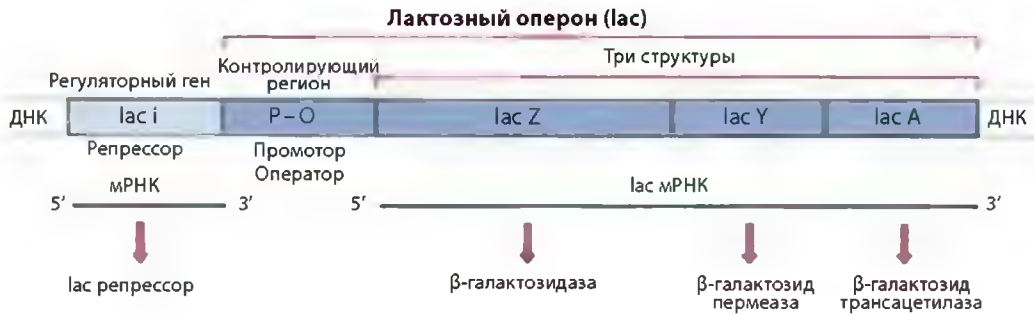 Лактозный оперон (lac)
Три структуры
Регуляторный ген
Контролирующий
регион
ДНК
lac i
P – O
lac Z
lac Y
lac A
ДНК
Репрессор
Промотор
Оператор
мРНК
lac мРНК
5′
3′
5′
3′
lac репрессор
β-галактозидаза
β-галактозид
пермеаза
β-галактозид
трансацетилаза